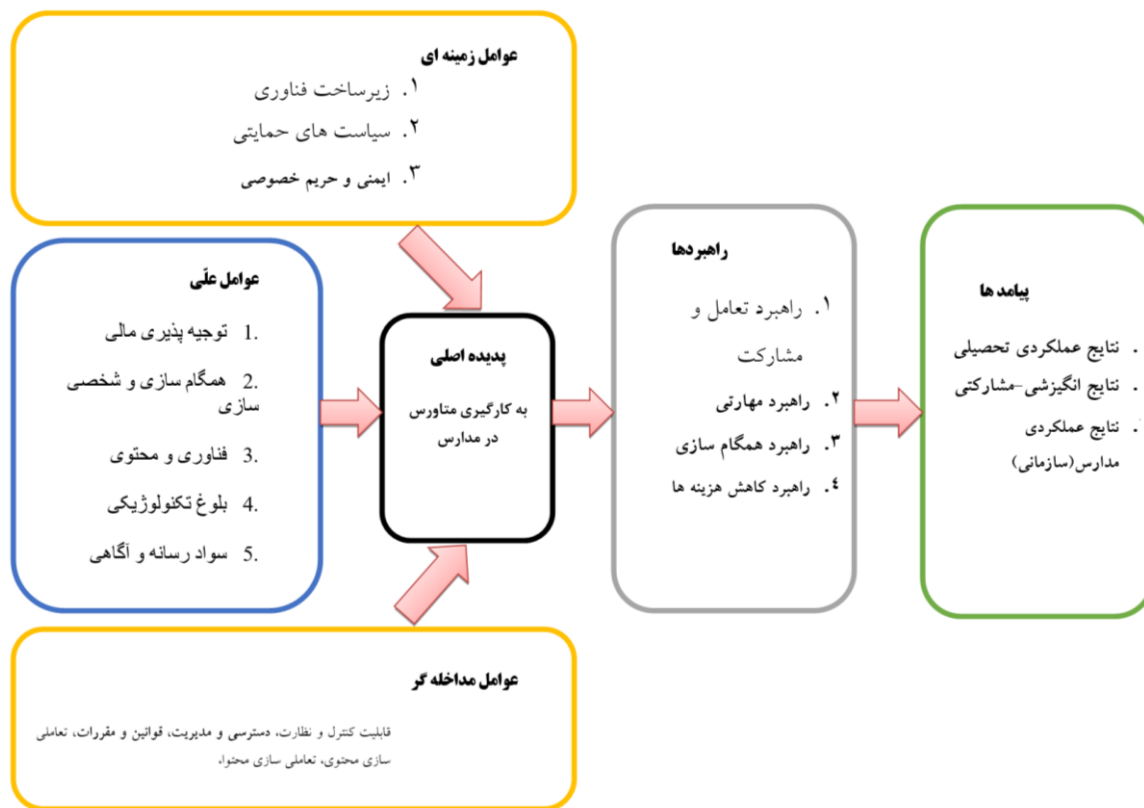 عوامل زمینه ای
۱. زیرساخت فناوری
۲. سیاست های حمایتی
۳. ایمنی و حریم خصوصی
عوامل علّی
1. توجیه پذیری مالی
2. همگام سازی و شخصی
سازی
3. فناوری و محتوی
4. بلوغ تکنولوژیکی
5. سواد رسانه و آگاهی
پدیده اصلی
به کارگیری متاورس
در مدارس
راهبردها
۱. راهبرد تعامل و
مشارکت
۲. راهبرد مهارتی
۳. راهبرد همگام سازی
٤. راهبرد کاهش هزینه ها
پیامد ها
. نتایج عملکردی تحصیلی
. نتایج انگیزشی-مشارکتی
. نتایج عملکردی
مدارس(سازمانی)
عوامل مداخله گر
قابلیت کنترل و نظارت، دسترسی و مدیریت، قوانین و مقررات، تعاملی
سازی محتوی، تعاملی سازی محتوا،